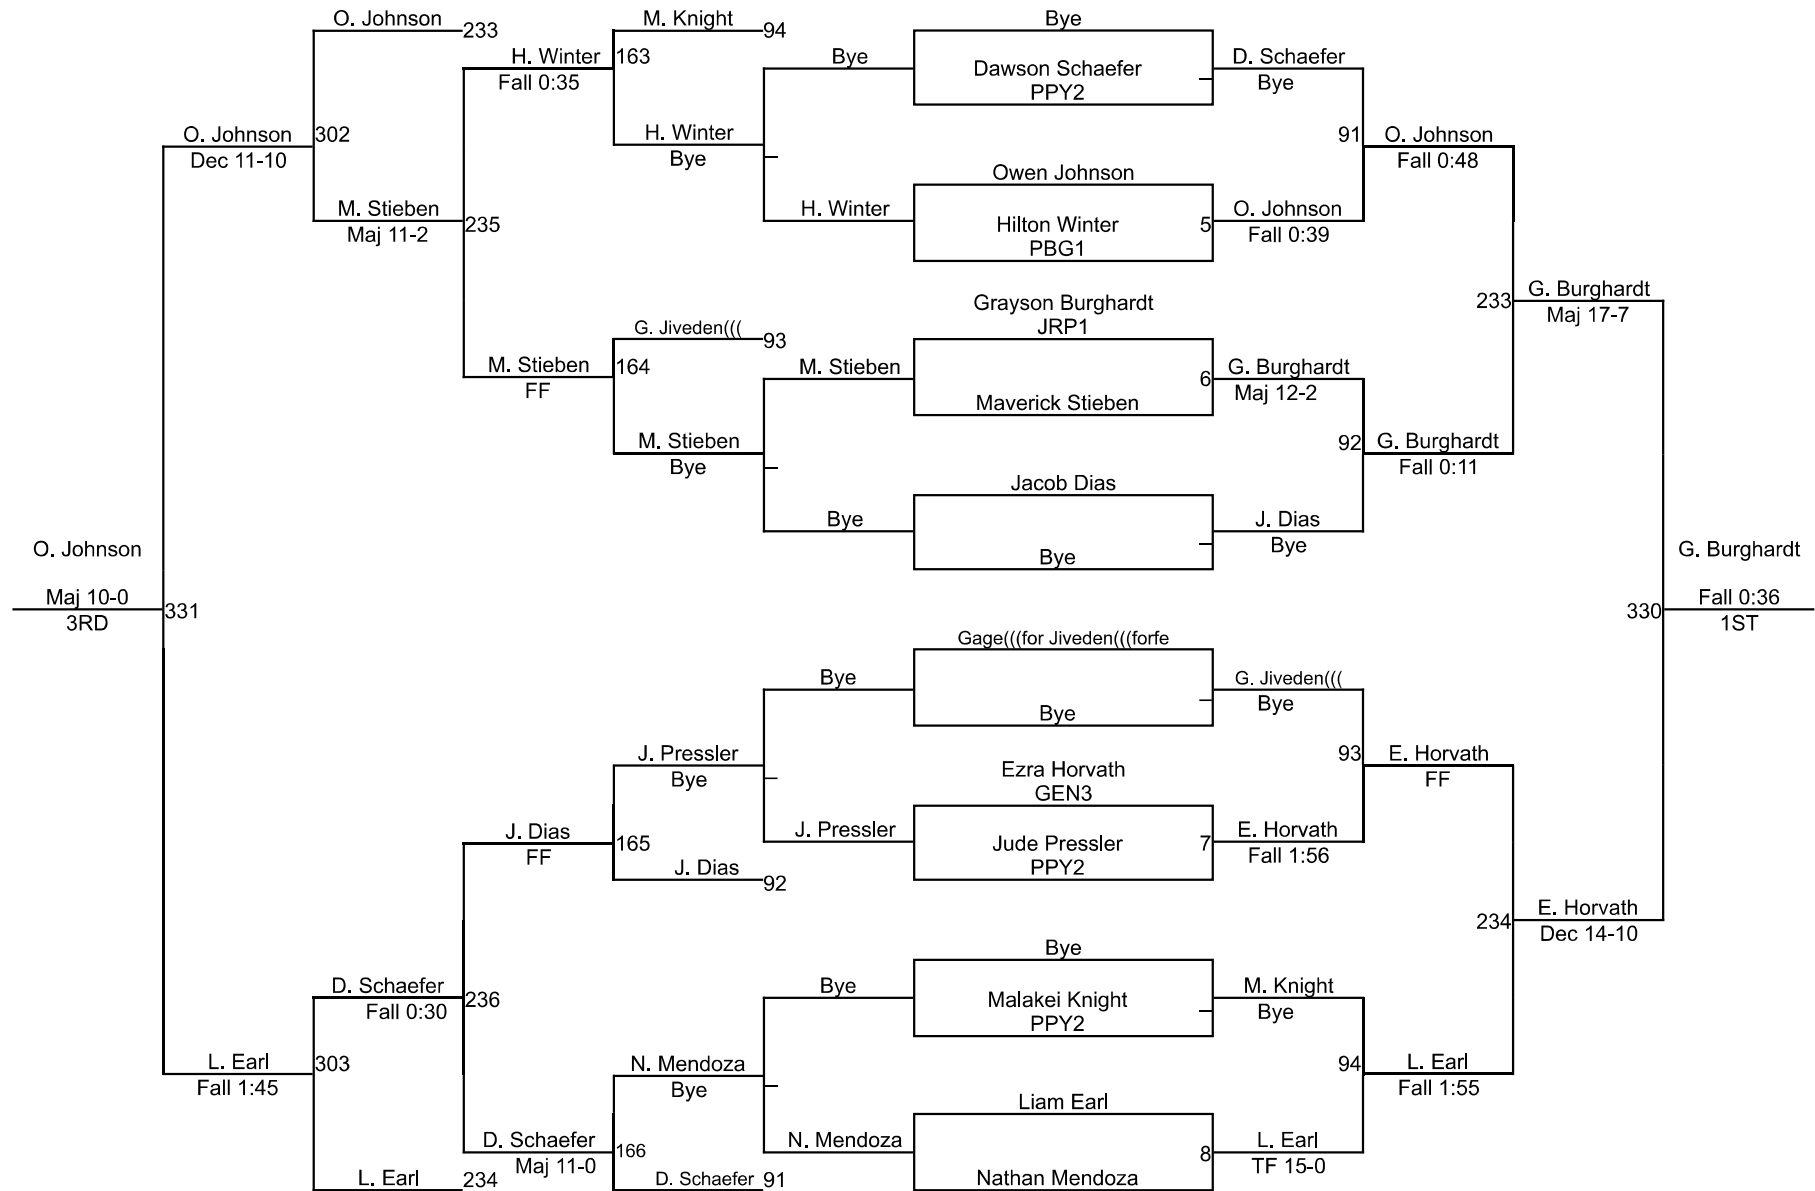 O. Johnson
233
M. Knight
94
Bye
H. Winter
163
Fall 0:35
Bye
Dawson Schaefer
PPY2
D. Schaefer
Bye
O. Johnson
302
Dec 11-10
H. Winter
Bye
91
O. Johnson
Fall 0:48
Owen Johnson
M. Stieben
235
Maj 11-2
H. Winter
Hilton Winter
PBG1
5
O. Johnson
Fall 0:39
Grayson Burghardt
JRP1
233
G. Burghardt
Maj 17-7
G. Jiveden(((
93
M. Stieben
164
FF
M. Stieben
6
G. Burghardt
Maj 12-2
Maverick Stieben
M. Stieben
Bye
92
G. Burghardt
Fall 0:11
Jacob Dias
Bye
J. Dias
Bye
Bye
O. Johnson
G. Burghardt
Maj 10-0
331
3RD
330
Fall 0:36
1ST
Gage(((for Jiveden(((forfe
Bye
G. Jiveden(((
Bye
Bye
J. Pressler
Bye
93
E. Horvath
FF
Ezra Horvath
GEN3
J. Dias
165
FF
J. Pressler
Jude Pressler
PPY2
7
E. Horvath
Fall 1:56
J. Dias
92
234
E. Horvath
Dec 14-10
Bye
D. Schaefer
236
Fall 0:30
Bye
Malakei Knight
PPY2
M. Knight
Bye
L. Earl
303
Fall 1:45
N. Mendoza
Bye
94
L. Earl
Fall 1:55
Liam Earl
D. Schaefer
166
Maj 11-0
N. Mendoza
8
L. Earl
TF 15-0
L. Earl
234
D. Schaefer
91
Nathan Mendoza